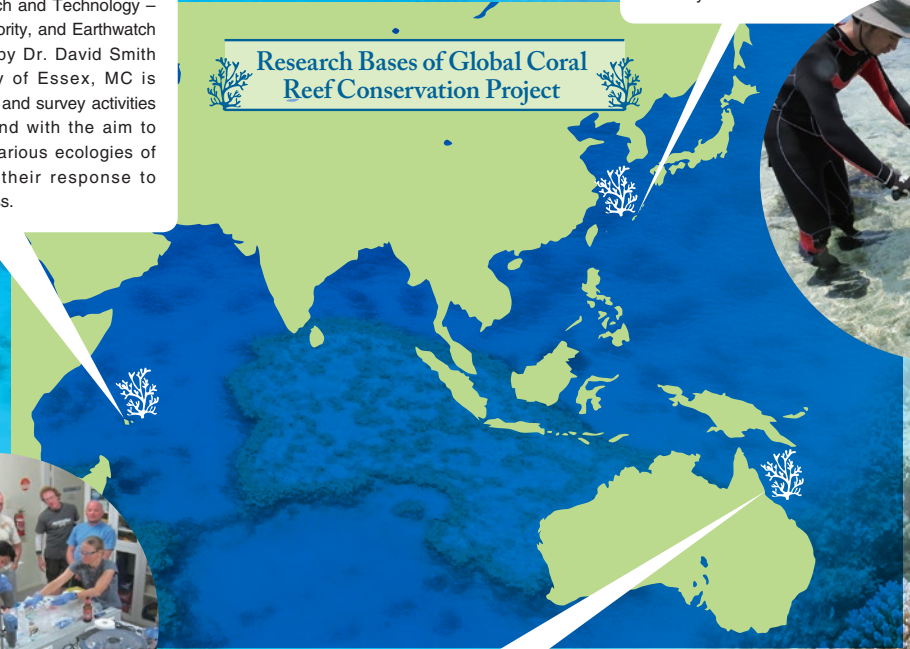 ch and Technology –
ority, and Earthwatch
by Dr. David Smith
y of Essex, MC is
and survey activities
nd with the aim to
arious ecologies of
their response to
s.
Research Bases of Global Coral
Reef Conservation Project